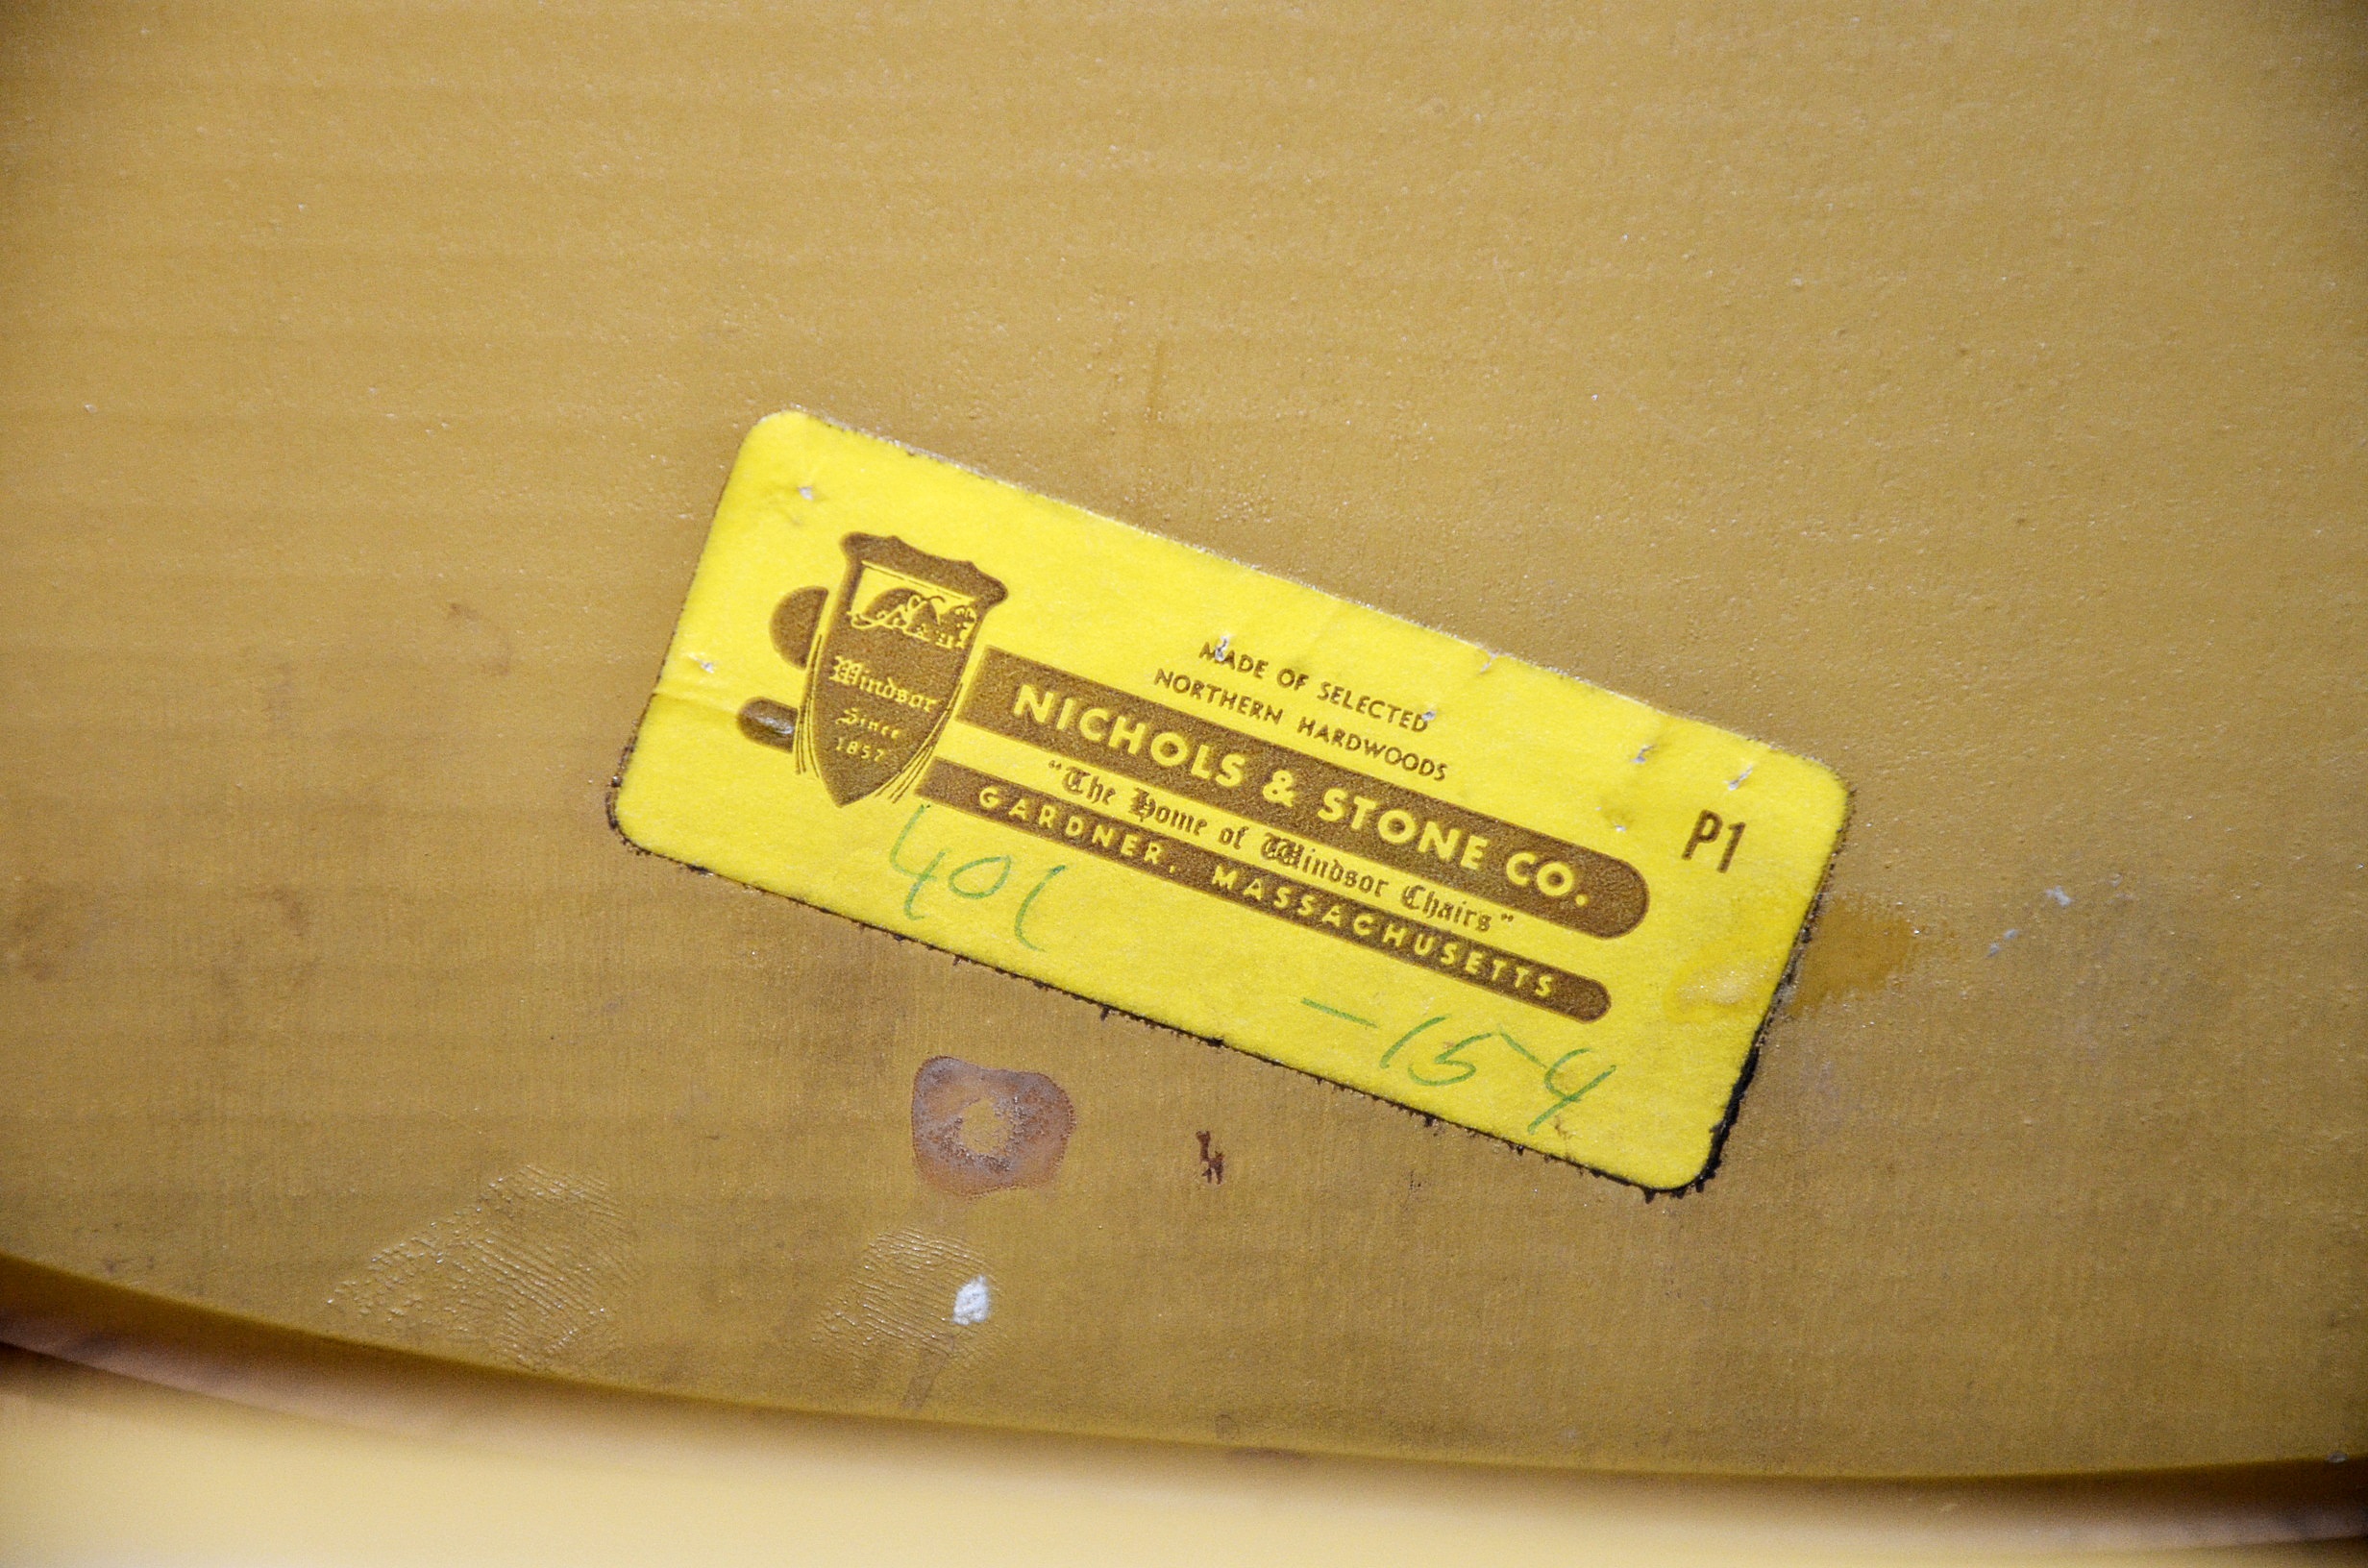 Windsor
Since
1857
MADE OF SELECTED
NORTHERN HARDWOODS
NICHOLS & STONE CO.
"The Home of Windsor Chairs"
GARDNER, MASSACHUSETTS
P1
401
-154